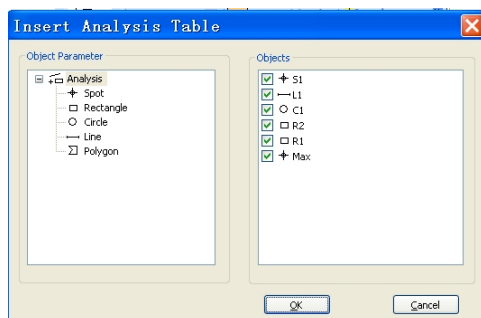 Insert Analysis Table
Object Parameter
Analysis
Spot
Rectangle
Circle
Line
Polygon
Objects
S1
L1
C1
R2
R1
Max
OK
Cancel